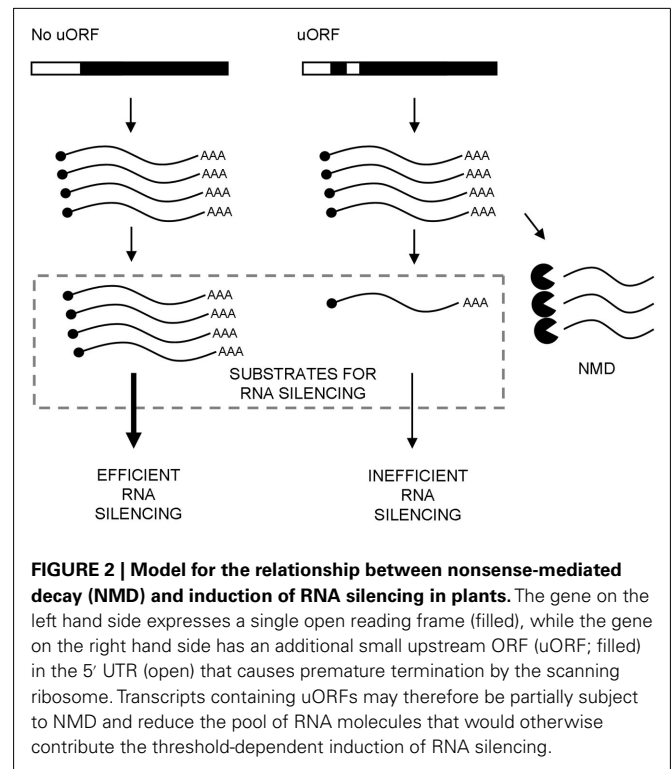 No uORF
uORF
AAA
AAA
AAA
AAA
AAA
AAA
AAA
AAA
AAA
AAA
AAA
AAA
AAA
NMD
SUBSTRATES FOR
RNA SILENCING
EFFICIENT
RNA
SILENCING
INEFFICIENT
RNA
SILENCING
FIGURE 2 | Model for the relationship between nonsense-mediated
decay (NMD) and induction of RNA silencing in plants. The gene on the
left hand side expresses a single open reading frame (filled), while the gene
on the right hand side has an additional small upstream ORF (uORF; filled)
in the 5′ UTR (open) that causes premature termination by the scanning
ribosome. Transcripts containing uORFs may therefore be partially subject
to NMD and reduce the pool of RNA molecules that would otherwise
contribute the threshold-dependent induction of RNA silencing.